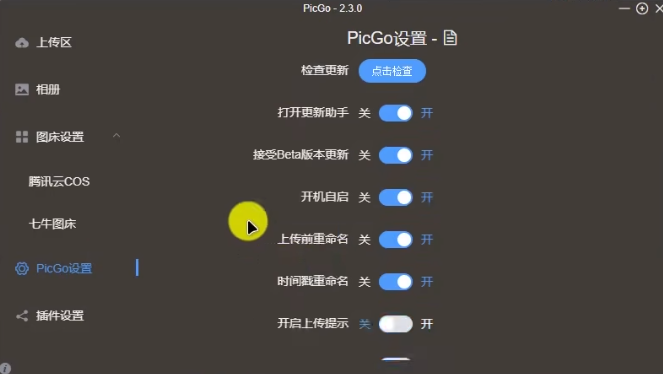 PicGo - 2.3.0
上传区
相册
图床设置
腾讯云COS
七牛图床
PicGo设置
插件设置
PicGo设置 -
检查更新 点击检查
打开更新助手 关 开
接受Beta版本更新 关 开
开机自启 关 开
上传前重命名 关 开
时间戳重命名 关 开
开启上传提示 关 开